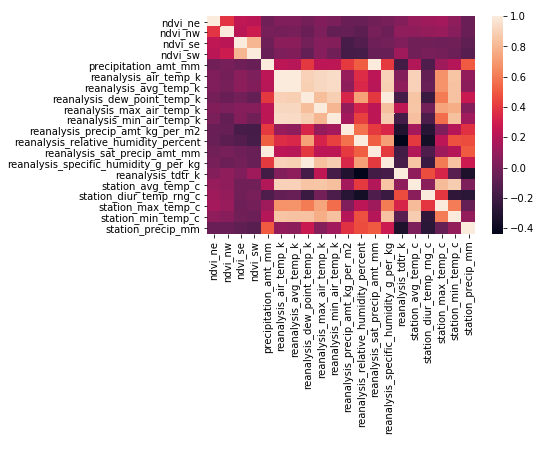 ndvi_ne
ndvi_nw
ndvi_se
ndvi_sw
precipitation_amt_mm
reanalysis_air_temp_k
reanalysis_avg_temp_k
reanalysis_dew_point_temp_k
reanalysis_max_air_temp_k
reanalysis_min_air_temp_k
reanalysis_precip_amt_kg_per_m2
reanalysis_relative_humidity_percent
reanalysis_sat_precip_amt_mm
reanalysis_specific_humidity_g_per_kg
reanalysis_tdtr_k
station_avg_temp_c
station_diur_temp_rng_c
station_max_temp_c
station_min_temp_c
station_precip_mm
ndvi_ne
ndvi_nw
ndvi_se
ndvi_sw
precipitation_amt_mm
reanalysis_air_temp_k
reanalysis_avg_temp_k
reanalysis_dew_point_temp_k
reanalysis_max_air_temp_k
reanalysis_min_air_temp_k
reanalysis_precip_amt_kg_per_m2
reanalysis_relative_humidity_percent
reanalysis_sat_precip_amt_mm
reanalysis_specific_humidity_g_per_kg
reanalysis_tdtr_k
station_avg_temp_c
station_diur_temp_rng_c
station_max_temp_c
station_min_temp_c
station_precip_mm
1.0
0.8
0.6
0.4
0.2
0.0
−0.2
−0.4